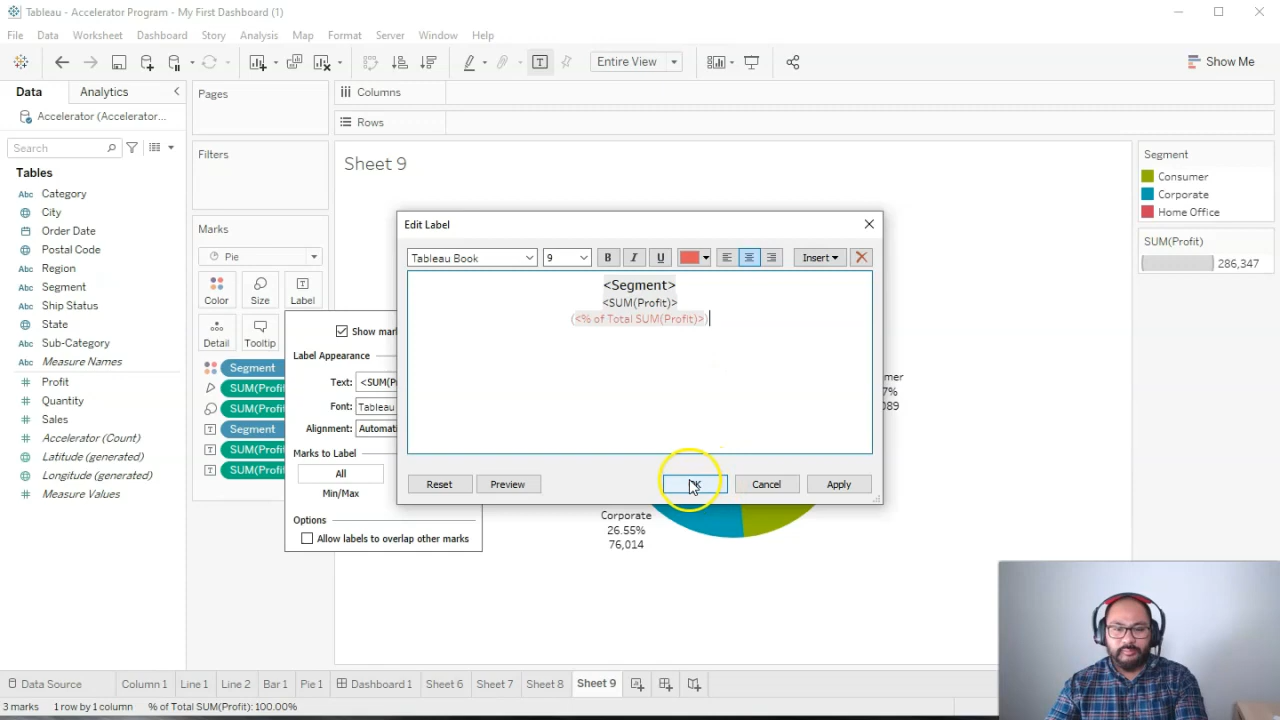 Tableau - Accelerator Program - My First Dashboard (1)
File Data Worksheet Dashboard Story Analysis Map Format Server Window Help
Entire View
Show Me
Data Analytics
Accelerator (Accelerator...
Search
Tables
Abc Category
City
Order Date
Postal Code
Region
Abc Segment
Abc Ship Status
State
Abc Sub-Category
Abc Measure Names
Profit
Quantity
Sales
Accelerator (Count)
Latitude (generated)
Longitude (generated)
Measure Values
Pages
Filters
Marks
Pie
Color Size Label
Detail Tooltip
Segment
SUM(Profi
SUM(Profi
Segment
SUM(Profi
SUM(Profi
Columns
Rows
Sheet 9
Show mar
Label Appearance
Text: <SUM(P
Font: Tableau
Alignment: Automat
Marks to Label
All
Min/Max
Options
Allow labels to overlap other marks
Edit Label
Tableau Book 9 B I U Insert
<Segment>
<SUM(Profit)>
(<% of Total SUM(Profit)>)
Reset Preview Cancel Apply
mer
7%
089
Corporate
26.55%
76,014
Segment
Consumer
Corporate
Home Office
SUM(Profit)
286,347
Data Source Column 1 Line 1 Line 2 Bar 1 Pie 1 Dashboard 1 Sheet 6 Sheet 7 Sheet 8 Sheet 9
3 marks 1 row by 1 column % of Total SUM(Profit): 100.00%